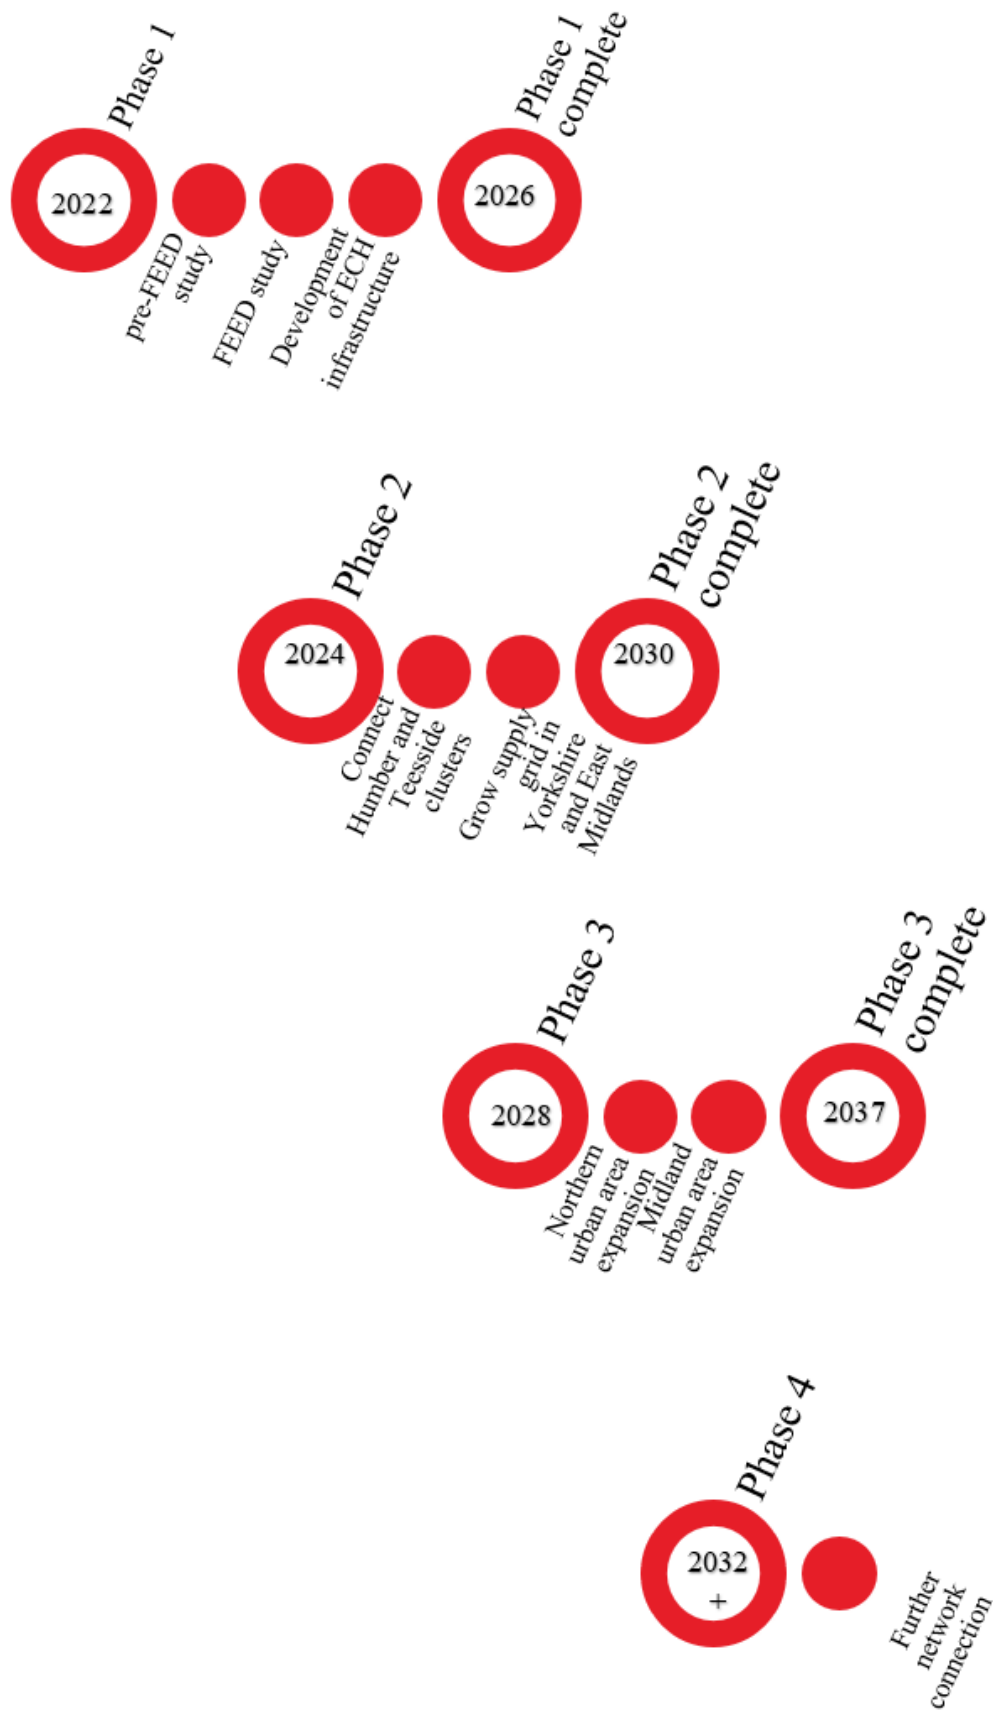 Phase 1
Phase 1
complete
2022
2026
pre-FEED
study
FEED study
Development
of ECH
infrastructure
Phase 2
Phase 2
complete
2024
2030
Connect
Humber and
Teesside
clusters
Grow supply
grid in
Yorkshire
and East
Midlands
Phase 3
Phase 3
complete
2028
2037
Northern
urban area
expansion
Midland
urban area
expansion
Phase 4
2032
+
Further
network
connection